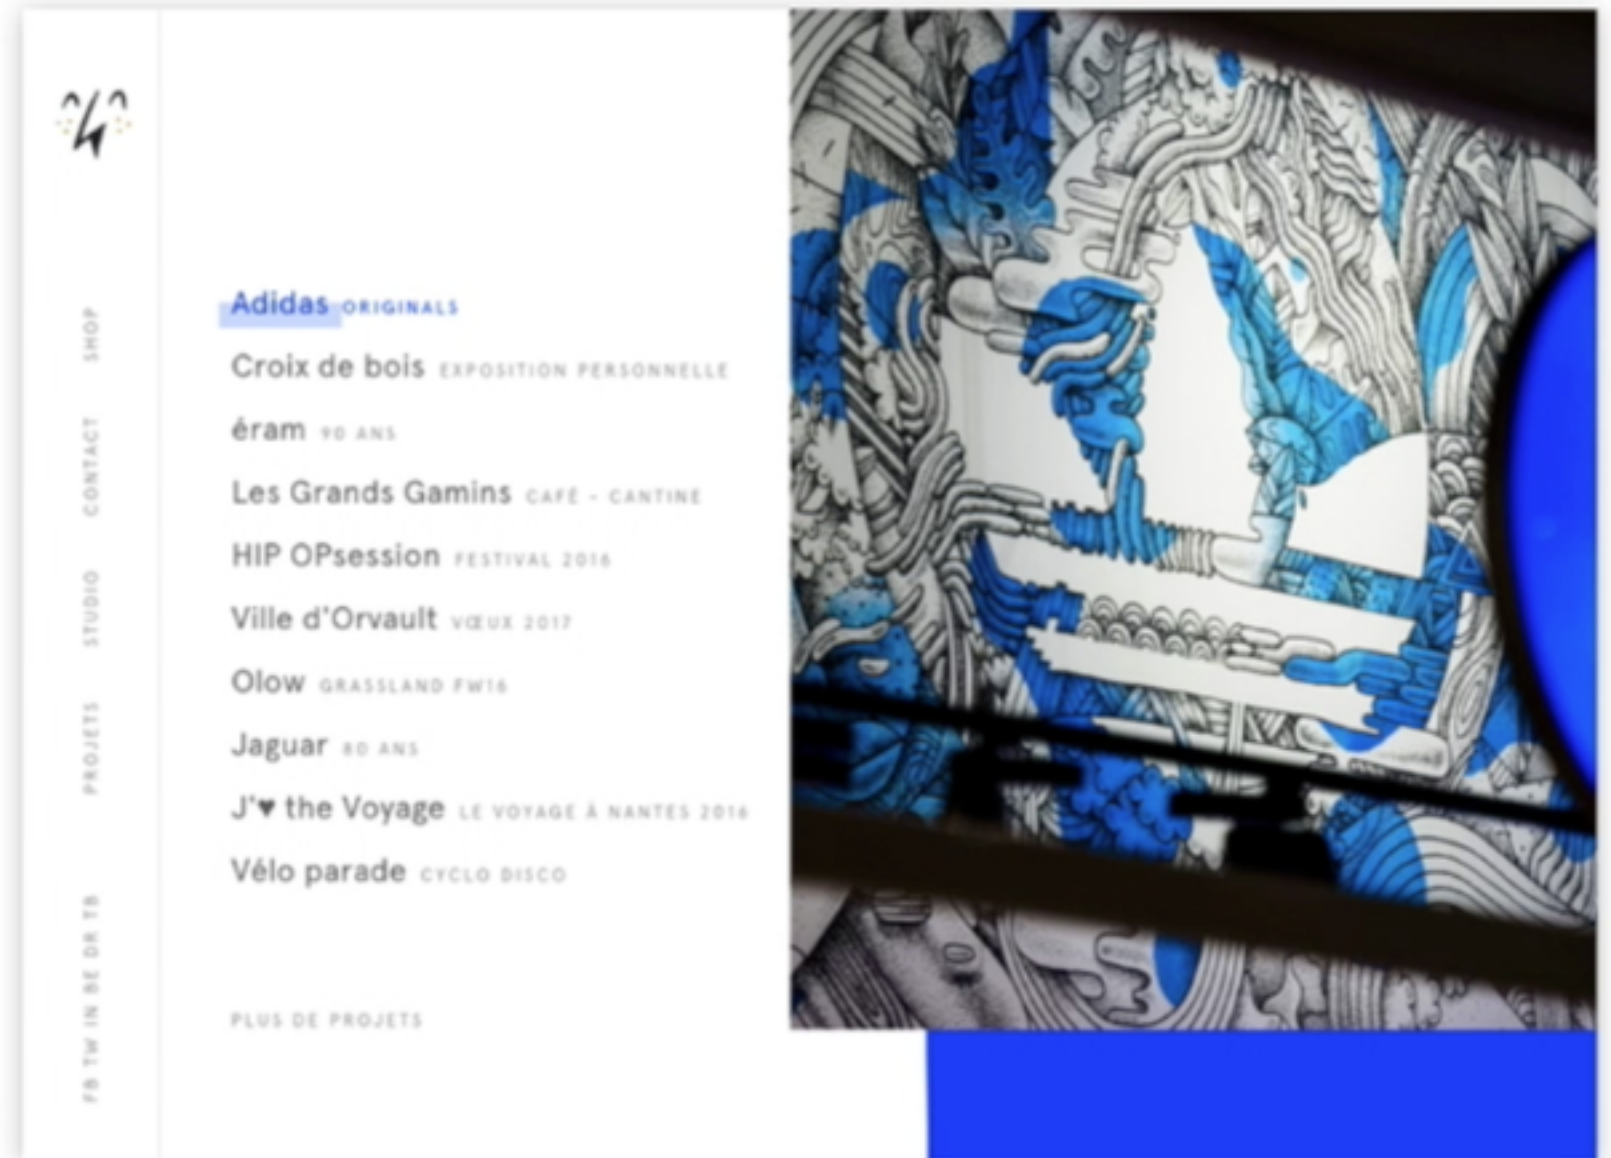 SHOP
CONTACT
STUDIO
PROJETS
FB TW IN BE DR TB
Adidas ORIGINALS
Croix de bois EXPOSITION PERSONNELLE
éram 90 ANS
Les Grands Gamins CAFÉ - CANTINE
HIP OPsession FESTIVAL 2016
Ville d'Orvault VŒUX 2017
Olow GRASSLAND FW16
Jaguar 80 ANS
J'♥ the Voyage LE VOYAGE À NANTES 2016
Vélo parade CYCLO DISCO
PLUS DE PROJETS